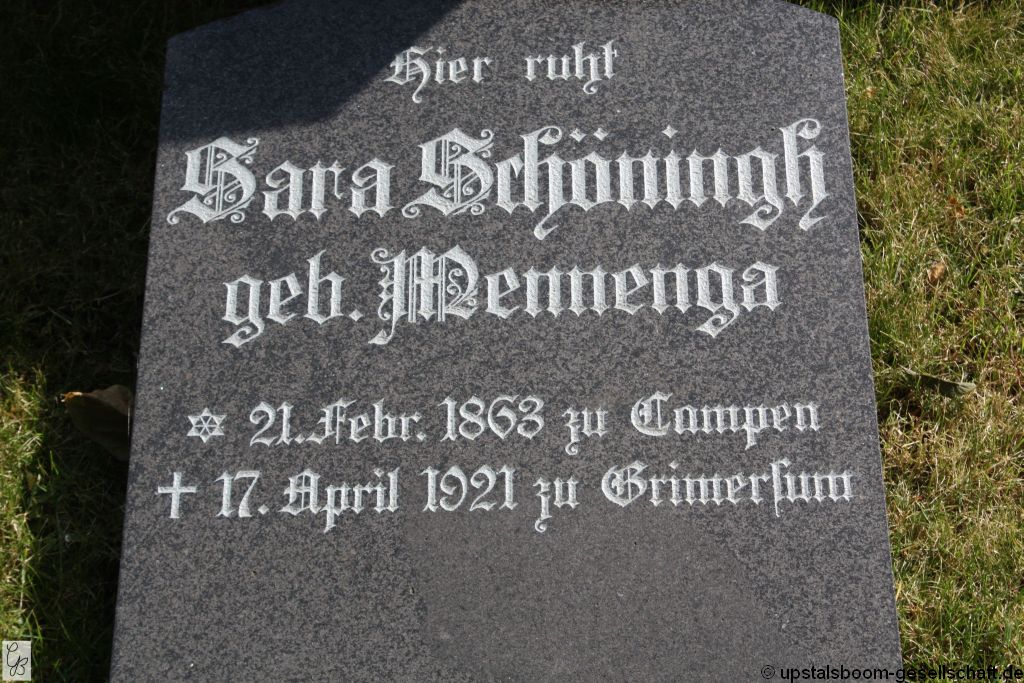 Hier ruht
Sara Schöningh
geb. Mennenga
✡ 21. Febr. 1863 zu Campen
✝ 17. April 1921 zu Grimersum
GB
© upstalsboom-gesellschaft.de